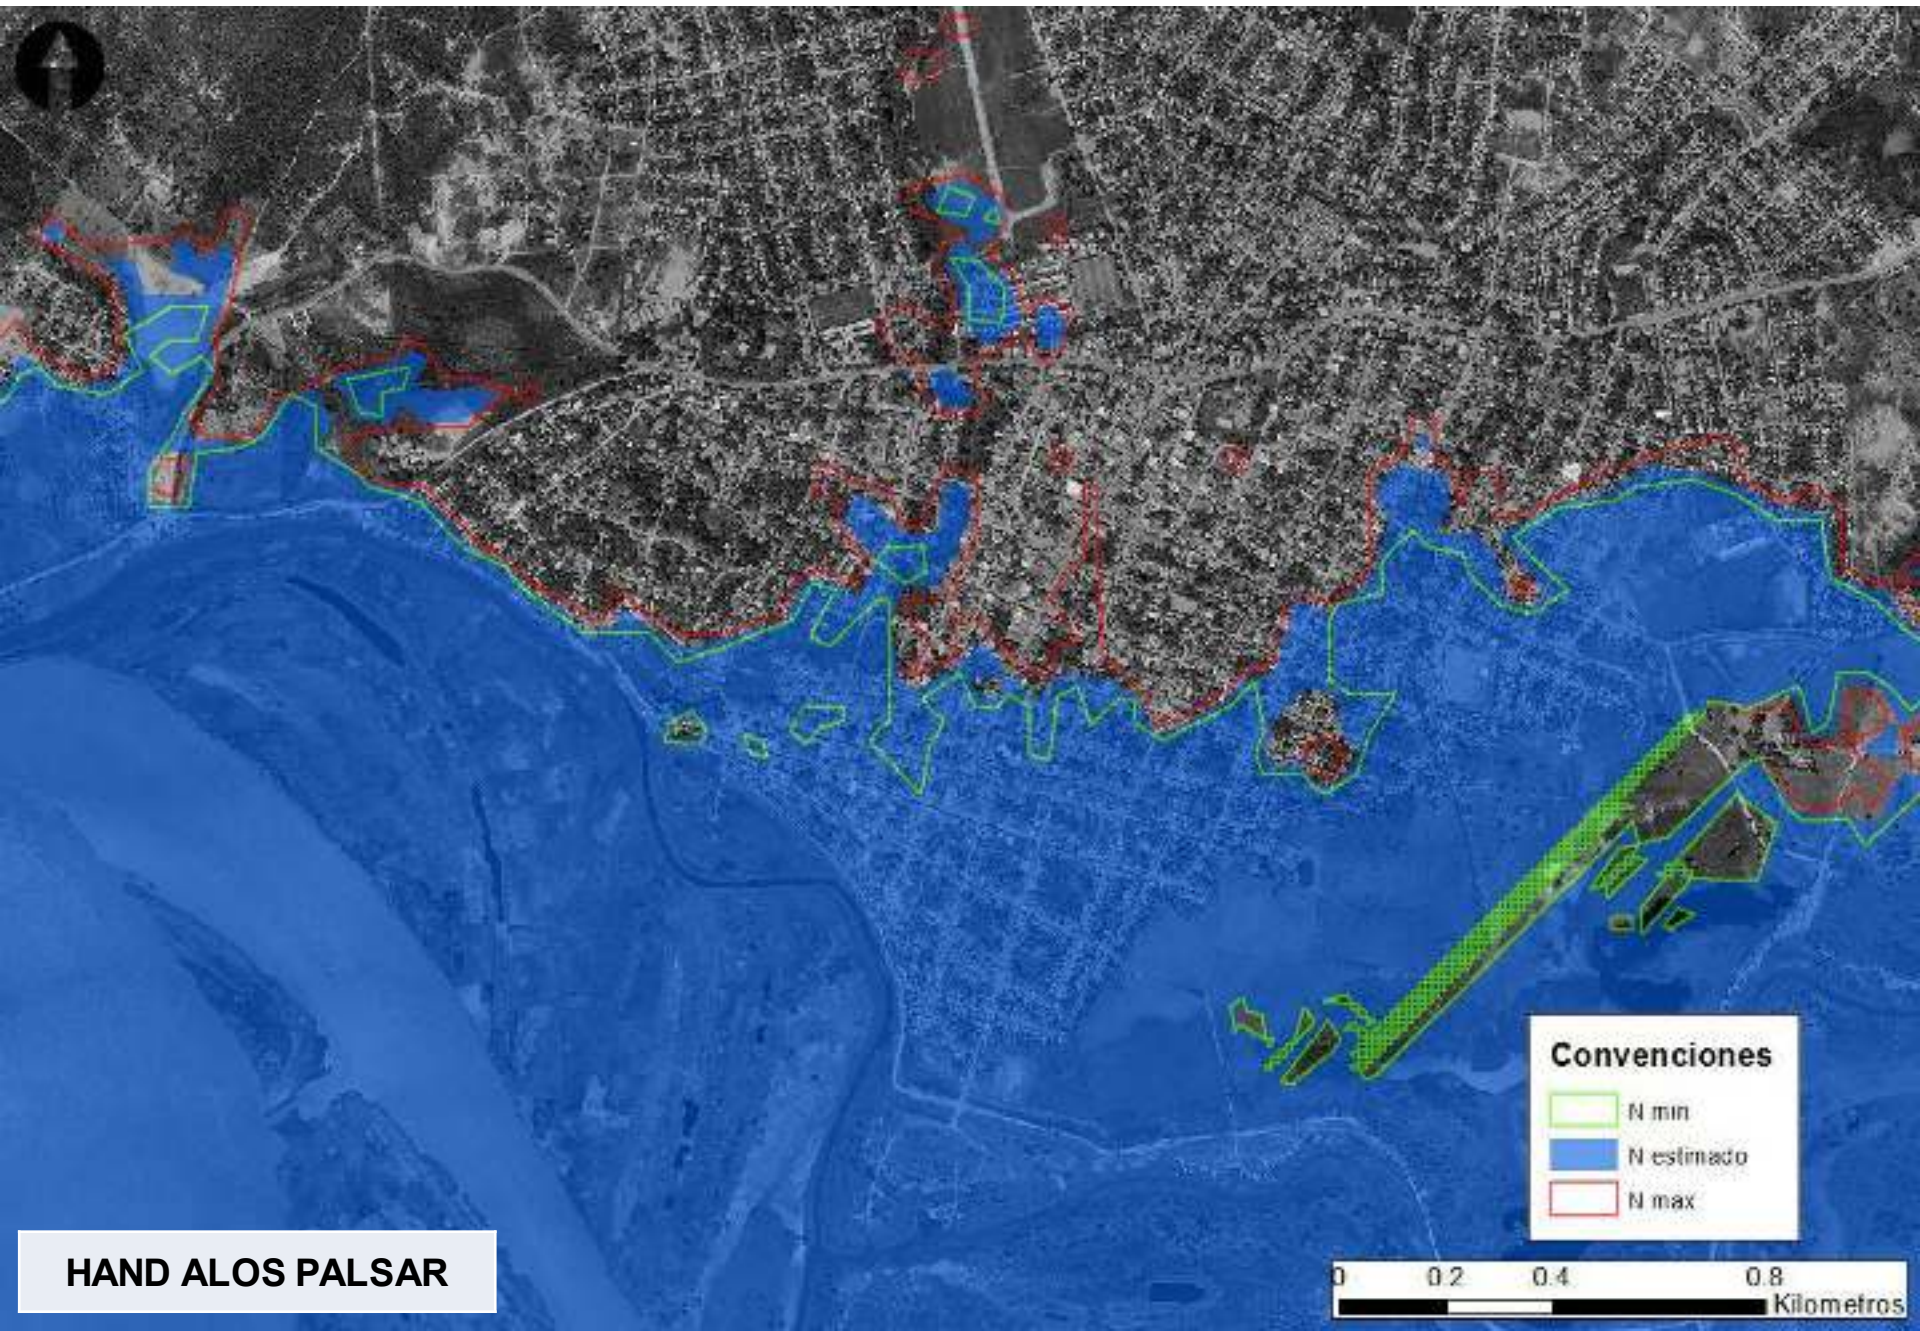 Convenciones
N min
N estimado
N max
HAND ALOS PALSAR
0 0.2 0.4 0.8
Kilometros